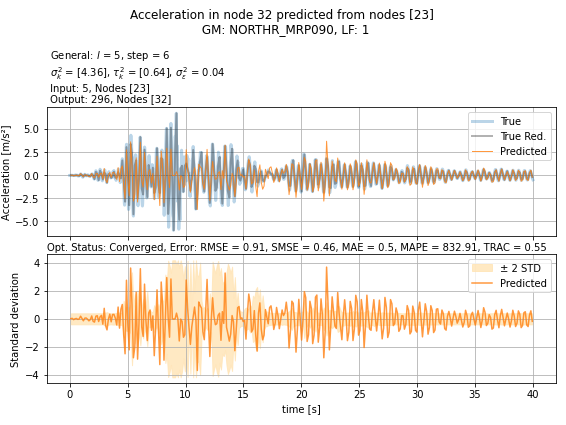 Acceleration in node 32 predicted from nodes [23]
GM: NORTHR_MRP090, LF: 1
General: l = 5, step = 6
σ²ₖ = [4.36], τ²ₖ = [0.64], σ²ε = 0.04
Input: 5, Nodes [23]
Output: 296, Nodes [32]
Acceleration [m/s²]
5.0
2.5
0.0
−2.5
−5.0
True
True Red.
Predicted
Opt. Status: Converged, Error: RMSE = 0.91, SMSE = 0.46, MAE = 0.5, MAPE = 832.91, TRAC = 0.55
Standard deviation
4
2
0
−2
−4
± 2 STD
Predicted
0 5 10 15 20 25 30 35 40
time [s]